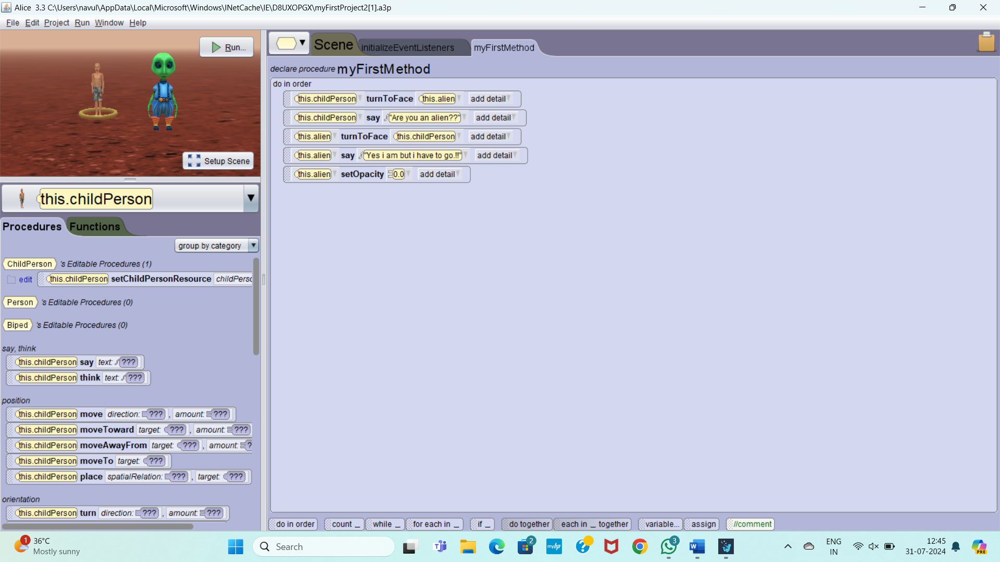 Alice 3.3 C:\Users\navul\AppData\Local\Microsoft\Windows\INetCache\IE\D8UXOPGX\myFirstProject2[1].a3p
File Edit Project Run Window Help
Run...
Setup Scene
this.childPerson
Procedures Functions
group by category
ChildPerson 's Editable Procedures (1)
edit this.childPerson setChildPersonResource childPerso
Person 's Editable Procedures (0)
Biped 's Editable Procedures (0)
say, think
this.childPerson say text: ???
this.childPerson think text: ???
position
this.childPerson move direction: ??? , amount: ???
this.childPerson moveToward target: ??? , amount: ???
this.childPerson moveAwayFrom target: ??? , amount: ?
this.childPerson moveTo target: ???
this.childPerson place spatialRelation: ??? , target: ???
orientation
this.childPerson turn direction: ??? , amount: ???
Scene initializeEventListeners myFirstMethod
declare procedure myFirstMethod
do in order
this.childPerson turnToFace this.alien add detail
this.childPerson say "Are you an alien??" add detail
this.alien turnToFace this.childPerson add detail
this.alien say "Yes i am but i have to go.!!" add detail
this.alien setOpacity 0.0 add detail
do in order count _ while _ for each in _ if _ do together each in _ together variable... assign //comment
1 36°C
Mostly sunny
Search
2
myhp
?
3
W
PRE
ENG
IN
12:45
31-07-2024